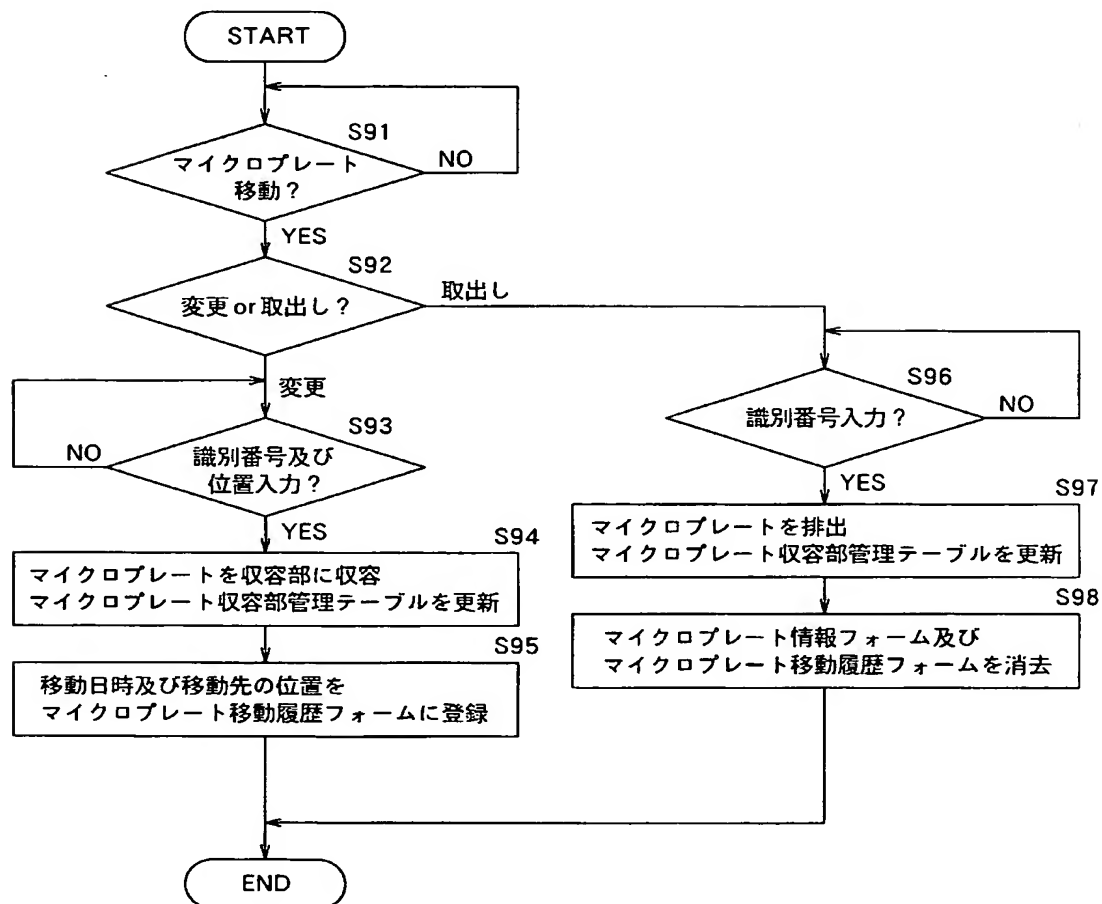 START
S91
マイクロプレート
移動？
NO
YES
S92
変更 or 取出し？
取出し
変更
S93
識別番号及び
位置入力？
NO
YES
S94
マイクロプレートを収容部に収容
マイクロプレート収容部管理テーブルを更新
S95
移動日時及び移動先の位置を
マイクロプレート移動履歴フォームに登録
S96
識別番号入力？
NO
YES
S97
マイクロプレートを排出
マイクロプレート収容部管理テーブルを更新
S98
マイクロプレート情報フォーム及び
マイクロプレート移動履歴フォームを消去
END